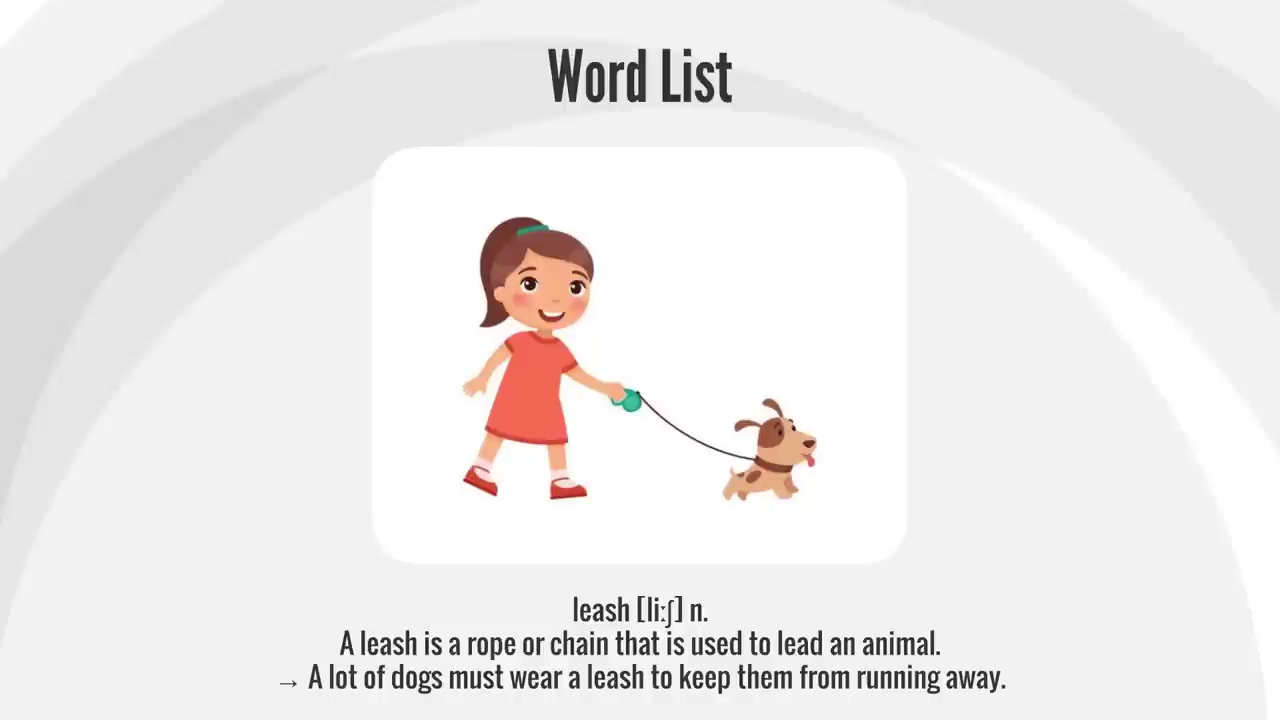 Word List
leash [liːʃ] n.
A leash is a rope or chain that is used to lead an animal.
→ A lot of dogs must wear a leash to keep them from running away.